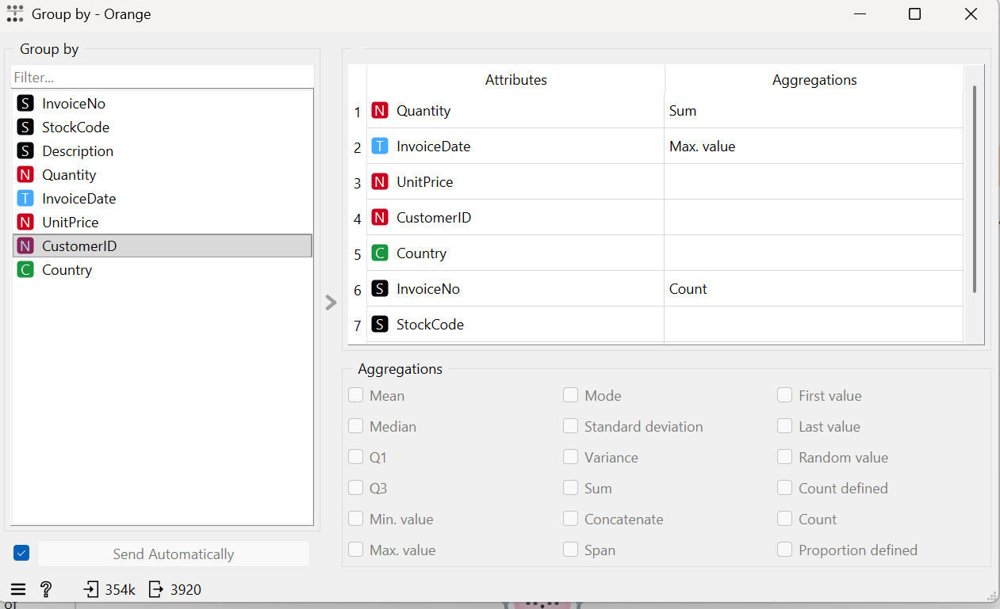 Group by - Orange
Group by
Filter...
S InvoiceNo
S StockCode
S Description
N Quantity
T InvoiceDate
N UnitPrice
N CustomerID
C Country
Send Automatically
? 354k 3920
Attributes Aggregations
1 N Quantity Sum
2 T InvoiceDate Max. value
3 N UnitPrice
4 N CustomerID
5 C Country
6 S InvoiceNo Count
7 S StockCode
Aggregations
Mean Mode First value
Median Standard deviation Last value
Q1 Variance Random value
Q3 Sum Count defined
Min. value Concatenate Count
Max. value Span Proportion defined
of